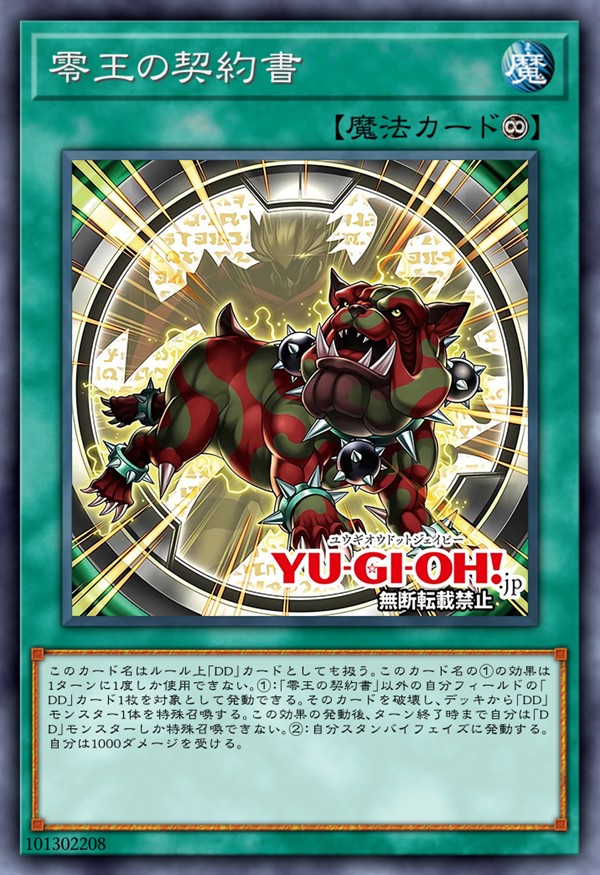 零王の契約書
魔
【魔法カード♾】
ユウギオウドットジェイピー
YU-GI-OH!.jp
無断転載禁止
このカード名はルール上「DD」カードとしても扱う。このカード名の①の効果は
1ターンに1度しか使用できない。①：「零王の契約書」以外の自分フィールドの「
DD」カード1枚を対象として発動できる。そのカードを破壊し、デッキから「DD」
モンスター1体を特殊召喚する。この効果の発動後、ターン終了時まで自分は「D
D」モンスターしか特殊召喚できない。②：自分スタンバイフェイズに発動する。
自分は1000ダメージを受ける。
101302208